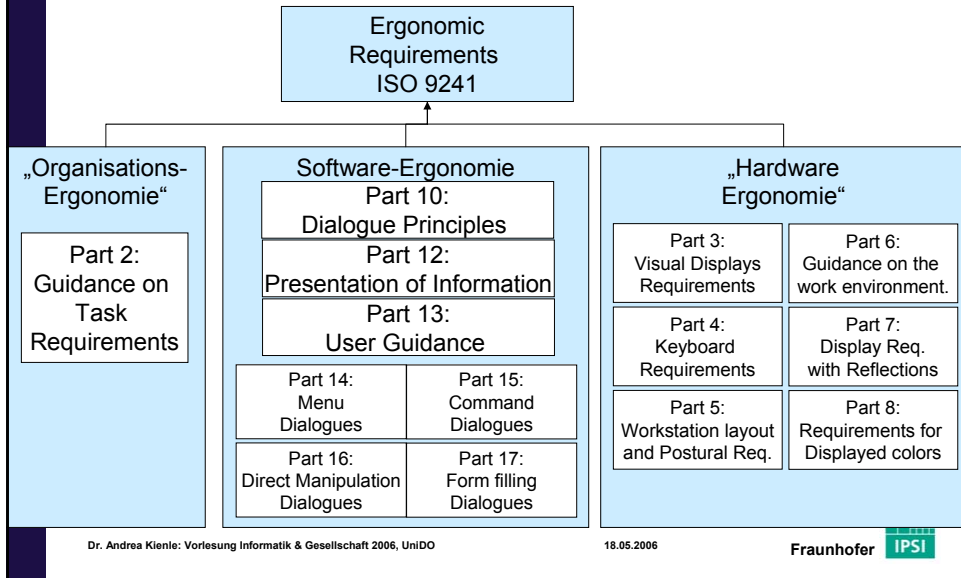 Ergonomic
Requirements
ISO 9241
„Organisations-
Ergonomie“
Part 2:
Guidance on
Task
Requirements
Software-Ergonomie
Part 10:
Dialogue Principles
Part 12:
Presentation of Information
Part 13:
User Guidance
Part 14:
Menu
Dialogues
Part 15:
Command
Dialogues
Part 16:
Direct Manipulation
Dialogues
Part 17:
Form filling
Dialogues
„Hardware
Ergonomie“
Part 3:
Visual Displays
Requirements
Part 6:
Guidance on the
work environment.
Part 4:
Keyboard
Requirements
Part 7:
Display Req.
with Reflections
Part 5:
Workstation layout
and Postural Req.
Part 8:
Requirements for
Displayed colors
Dr. Andrea Kienle: Vorlesung Informatik & Gesellschaft 2006, UniDO
18.05.2006
Fraunhofer IPSI